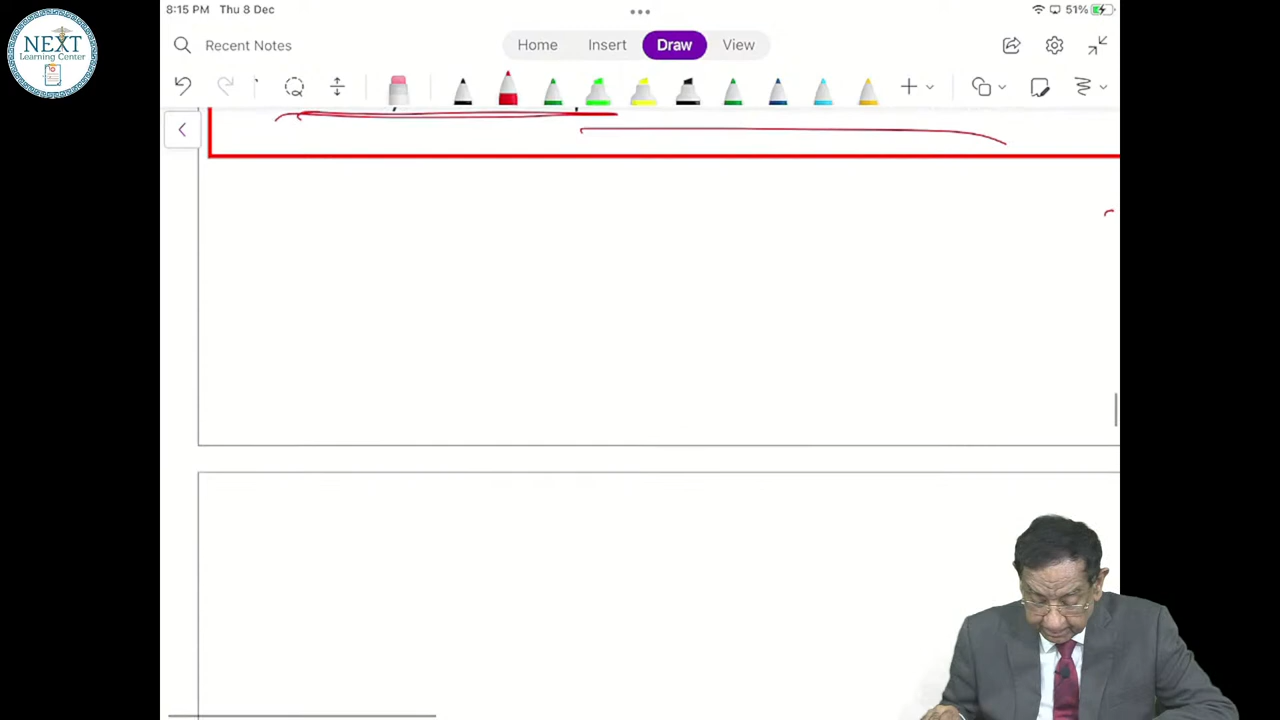 8:15 PM Thu 8 Dec
51%
NEXT
Learning Center
Recent Notes
Home Insert Draw View